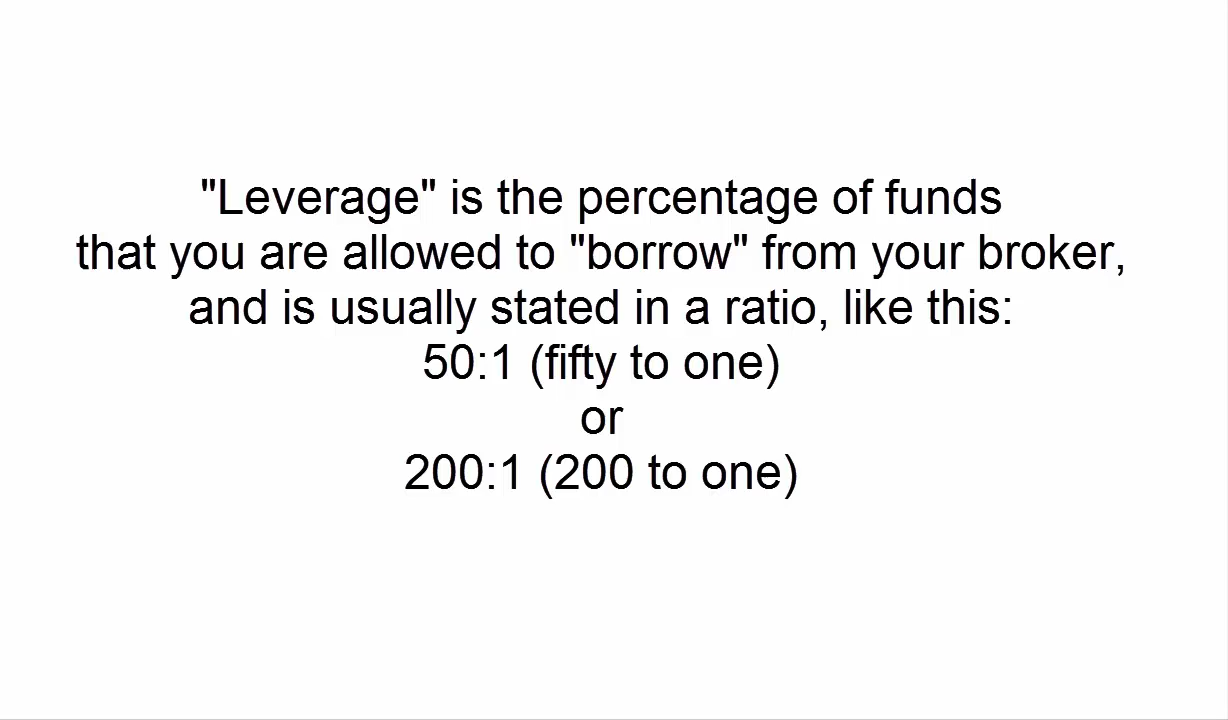 "Leverage" is the percentage of funds
that you are allowed to "borrow" from your broker,
and is usually stated in a ratio, like this:
50:1 (fifty to one)
or
200:1 (200 to one)